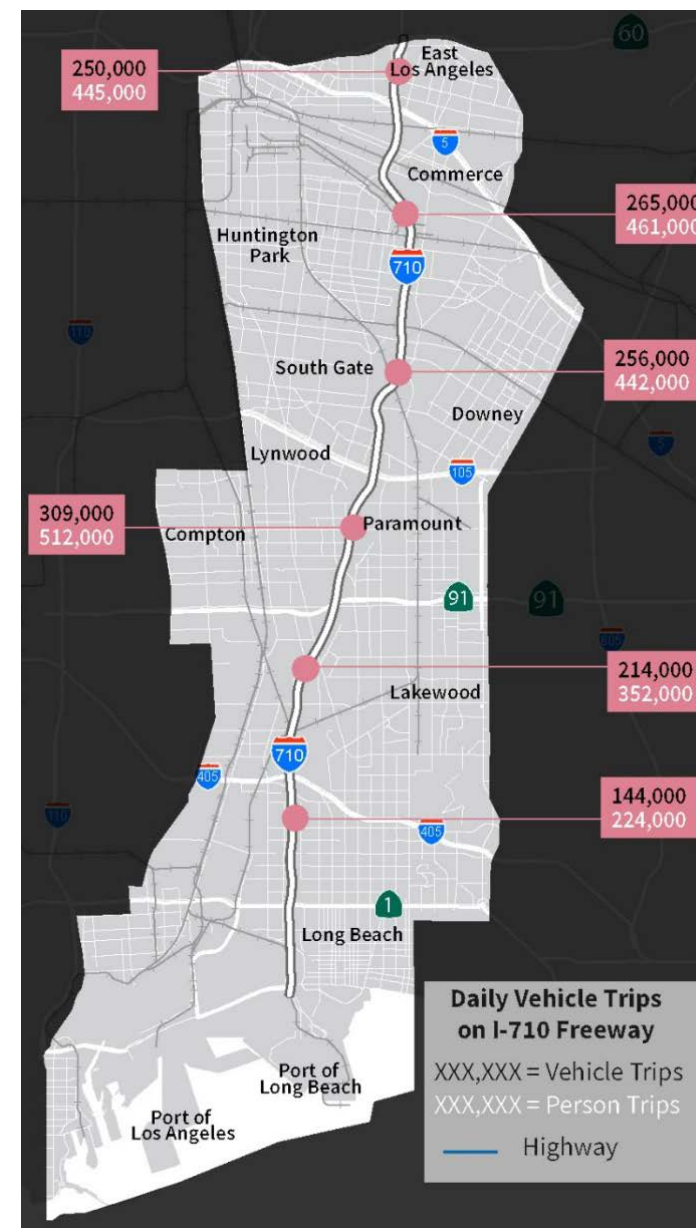 60
East
Los Angeles
250,000
445,000
5
Commerce
265,000
461,000
Huntington
Park
710
110
South Gate
256,000
442,000
Downey
5
Lynwood
105
309,000
512,000
Compton
Paramount
91
91
605
214,000
352,000
Lakewood
710
405
144,000
224,000
110
405
1
Long Beach
Daily Vehicle Trips
on I-710 Freeway
XXX,XXX = Vehicle Trips
XXX,XXX = Person Trips
Highway
Port of
Long Beach
Port of
Los Angeles